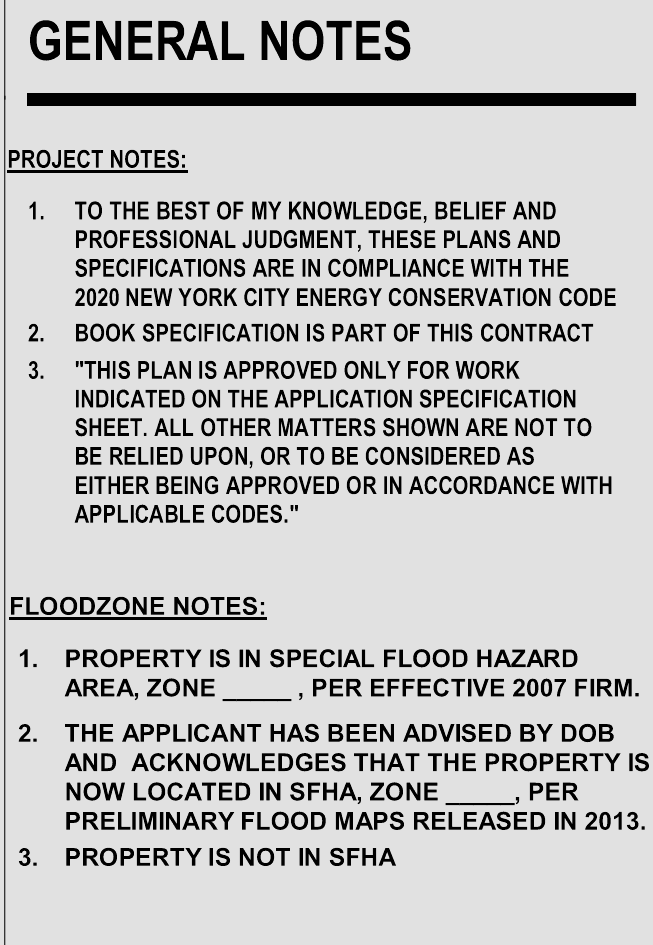 GENERAL NOTES
PROJECT NOTES:
1. TO THE BEST OF MY KNOWLEDGE, BELIEF AND
PROFESSIONAL JUDGMENT, THESE PLANS AND
SPECIFICATIONS ARE IN COMPLIANCE WITH THE
2020 NEW YORK CITY ENERGY CONSERVATION CODE
2. BOOK SPECIFICATION IS PART OF THIS CONTRACT
3. "THIS PLAN IS APPROVED ONLY FOR WORK
INDICATED ON THE APPLICATION SPECIFICATION
SHEET. ALL OTHER MATTERS SHOWN ARE NOT TO
BE RELIED UPON, OR TO BE CONSIDERED AS
EITHER BEING APPROVED OR IN ACCORDANCE WITH
APPLICABLE CODES."
FLOODZONE NOTES:
1. PROPERTY IS IN SPECIAL FLOOD HAZARD
AREA, ZONE _____ , PER EFFECTIVE 2007 FIRM.
2. THE APPLICANT HAS BEEN ADVISED BY DOB
AND  ACKNOWLEDGES THAT THE PROPERTY IS
NOW LOCATED IN SFHA, ZONE _____, PER
PRELIMINARY FLOOD MAPS RELEASED IN 2013.
3. PROPERTY IS NOT IN SFHA